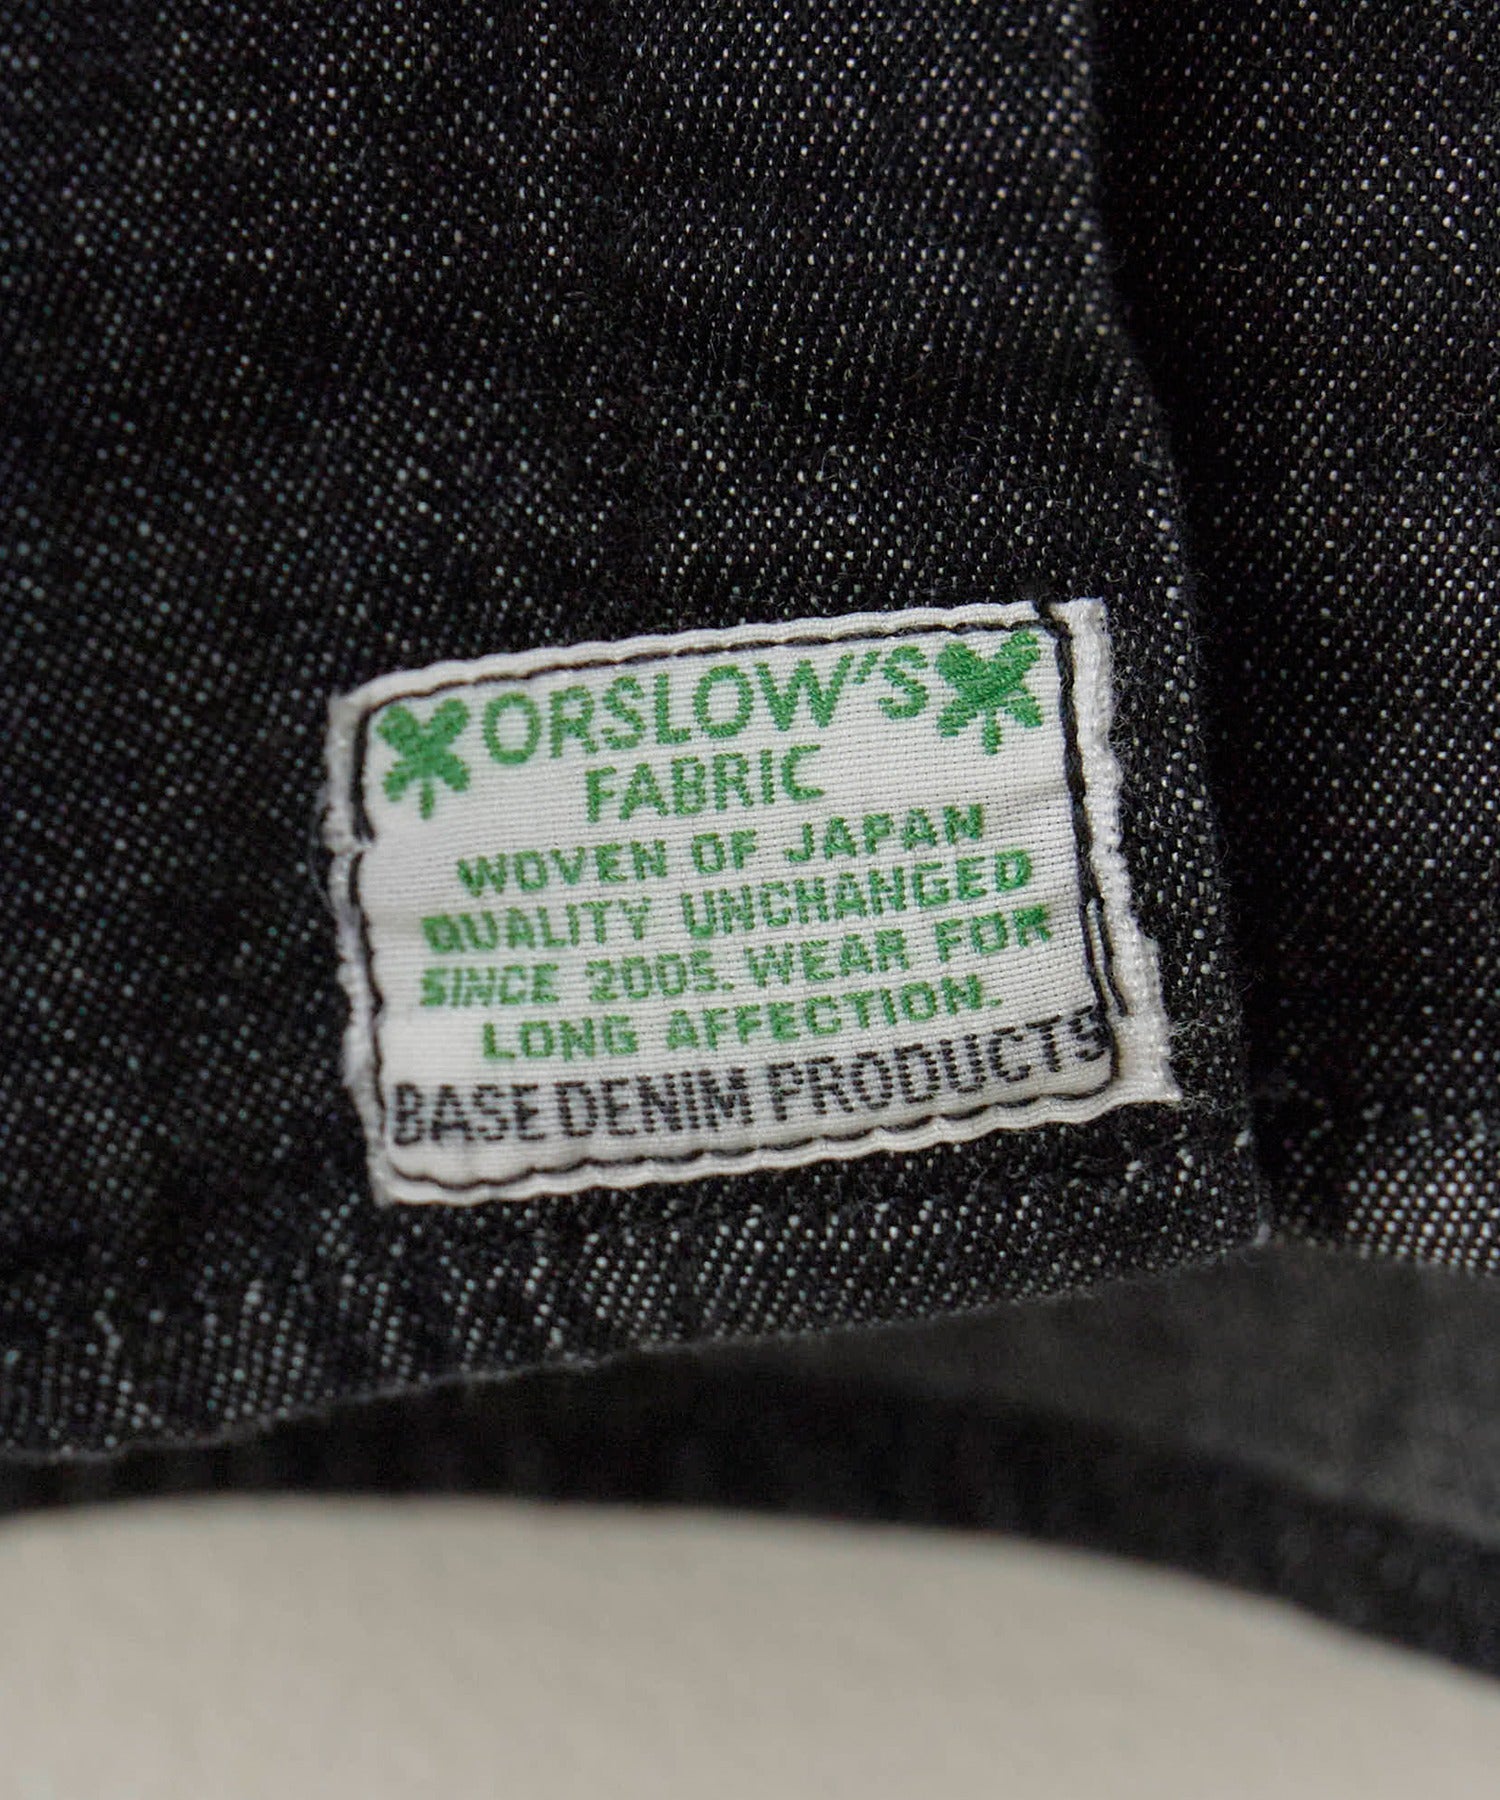 ORSLOW'S
FABRIC
WOVEN OF JAPAN
QUALITY UNCHANGED
SINCE 2005. WEAR FOR
LONG AFFECTION.
BASE DENIM PRODUCTS